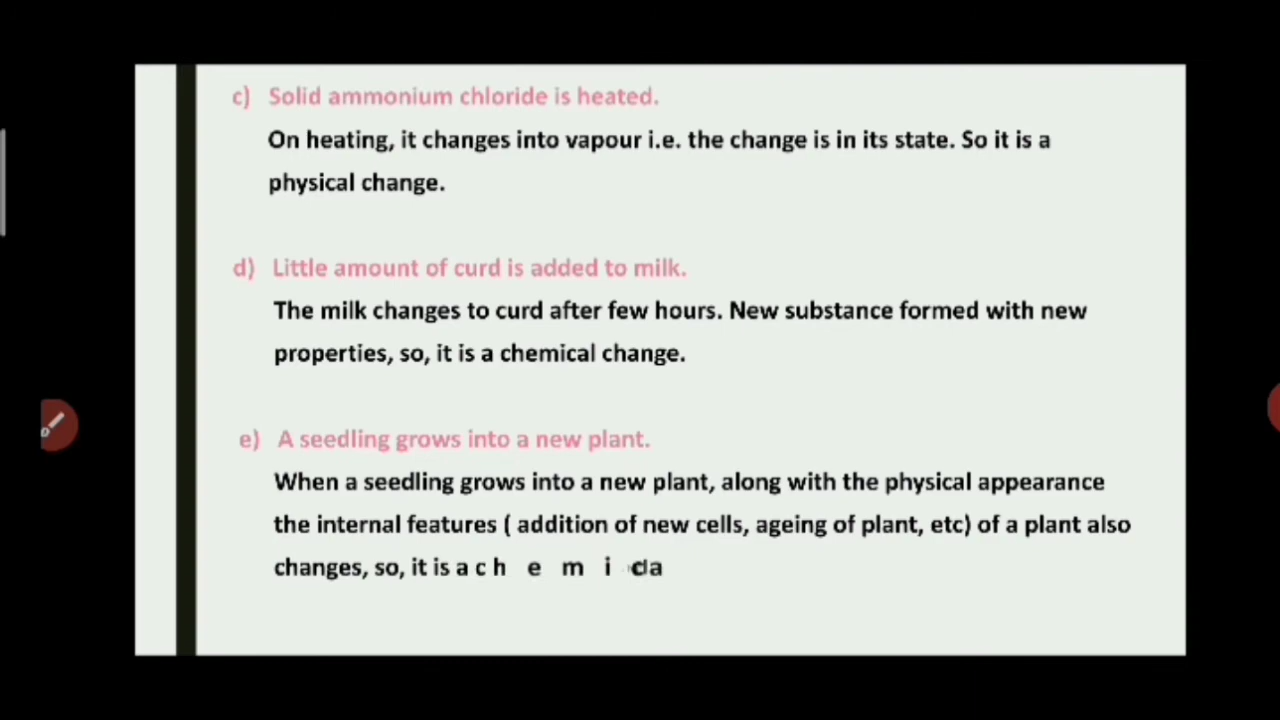 c) Solid ammonium chloride is heated.
On heating, it changes into vapour i.e. the change is in its state. So it is a
physical change.
d) Little amount of curd is added to milk.
The milk changes to curd after few hours. New substance formed with new
properties, so, it is a chemical change.
e) A seedling grows into a new plant.
When a seedling grows into a new plant, along with the physical appearance
the internal features ( addition of new cells, ageing of plant, etc) of a plant also
changes, so, it is a c h e m i